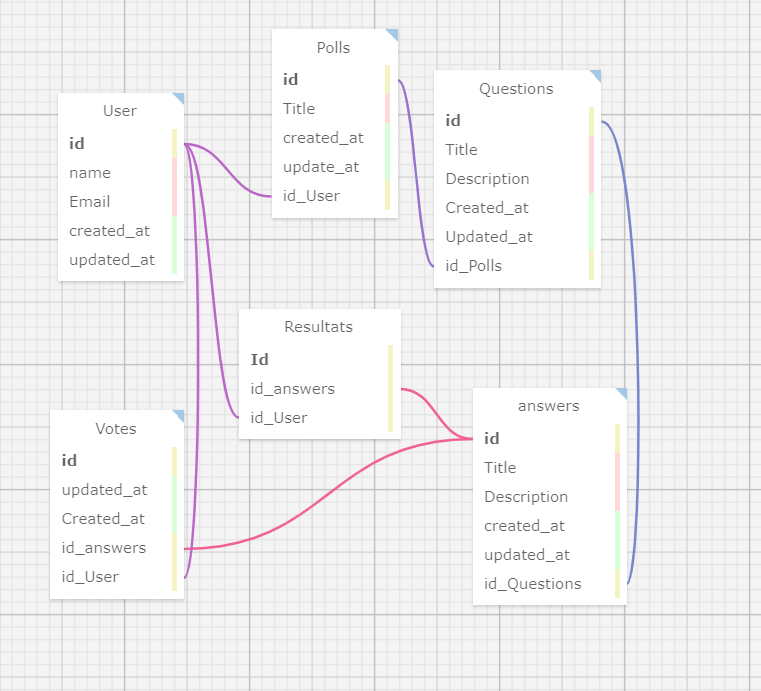 Polls
id
Title
created_at
update_at
id_User
Questions
id
Title
Description
Created_at
Updated_at
id_Polls
User
id
name
Email
created_at
updated_at
Resultats
Id
id_answers
id_User
answers
id
Title
Description
created_at
updated_at
id_Questions
Votes
id
updated_at
Created_at
id_answers
id_User